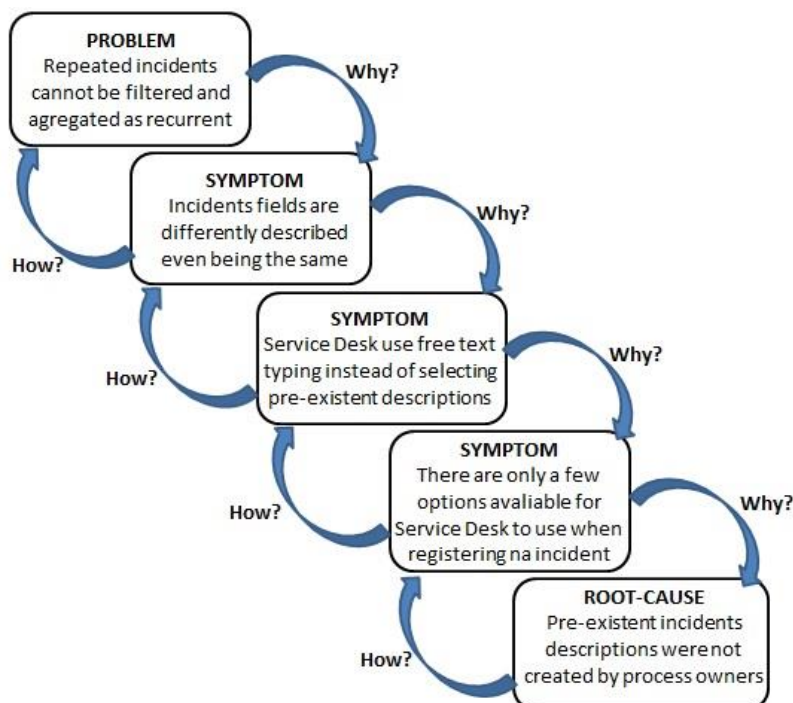 PROBLEM
Repeated incidents
cannot be filtered and
agregated as recurrent
Why?
SYMPTOM
Incidents fields are
differently described
even being the same
How?
Why?
SYMPTOM
Service Desk use free text
typing instead of selecting
pre-existent descriptions
How?
Why?
SYMPTOM
There are only a few
options avaliable for
Service Desk to use when
registering na incident
How?
Why?
ROOT-CAUSE
Pre-existent incidents
descriptions were not
created by process owners
How?